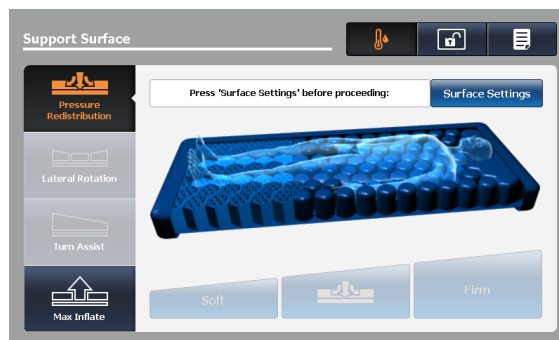 Support Surface
Press 'Surface Settings' before proceeding:
Surface Settings
Pressure
Redistribution
Lateral Rotation
Turn Assist
Max Inflate
Soft
Firm